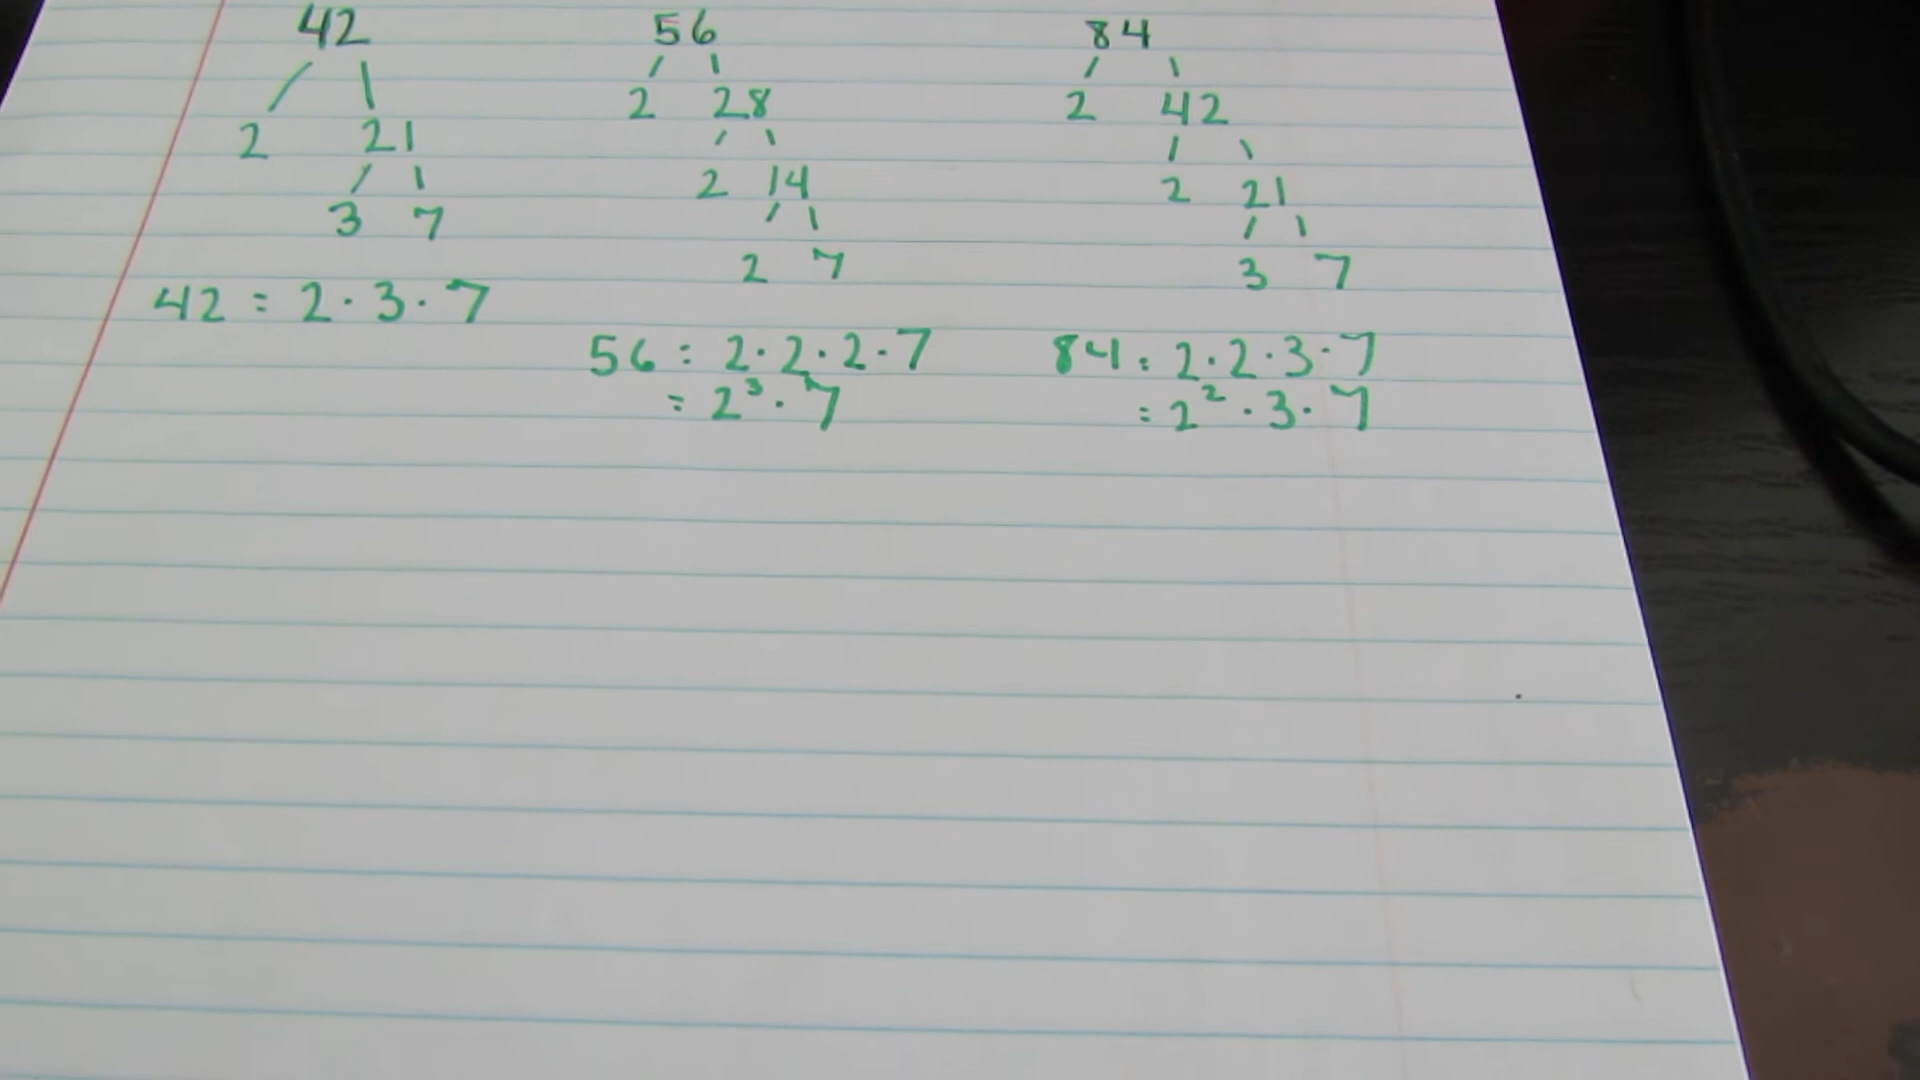 42
2 21
3 7
42 = 2 · 3 · 7
56
2 28
2 14
2 7
56 = 2 · 2 · 2 · 7
= 2³ · 7
84
2 42
2 21
3 7
84 = 2 · 2 · 3 · 7
= 2² · 3 · 7